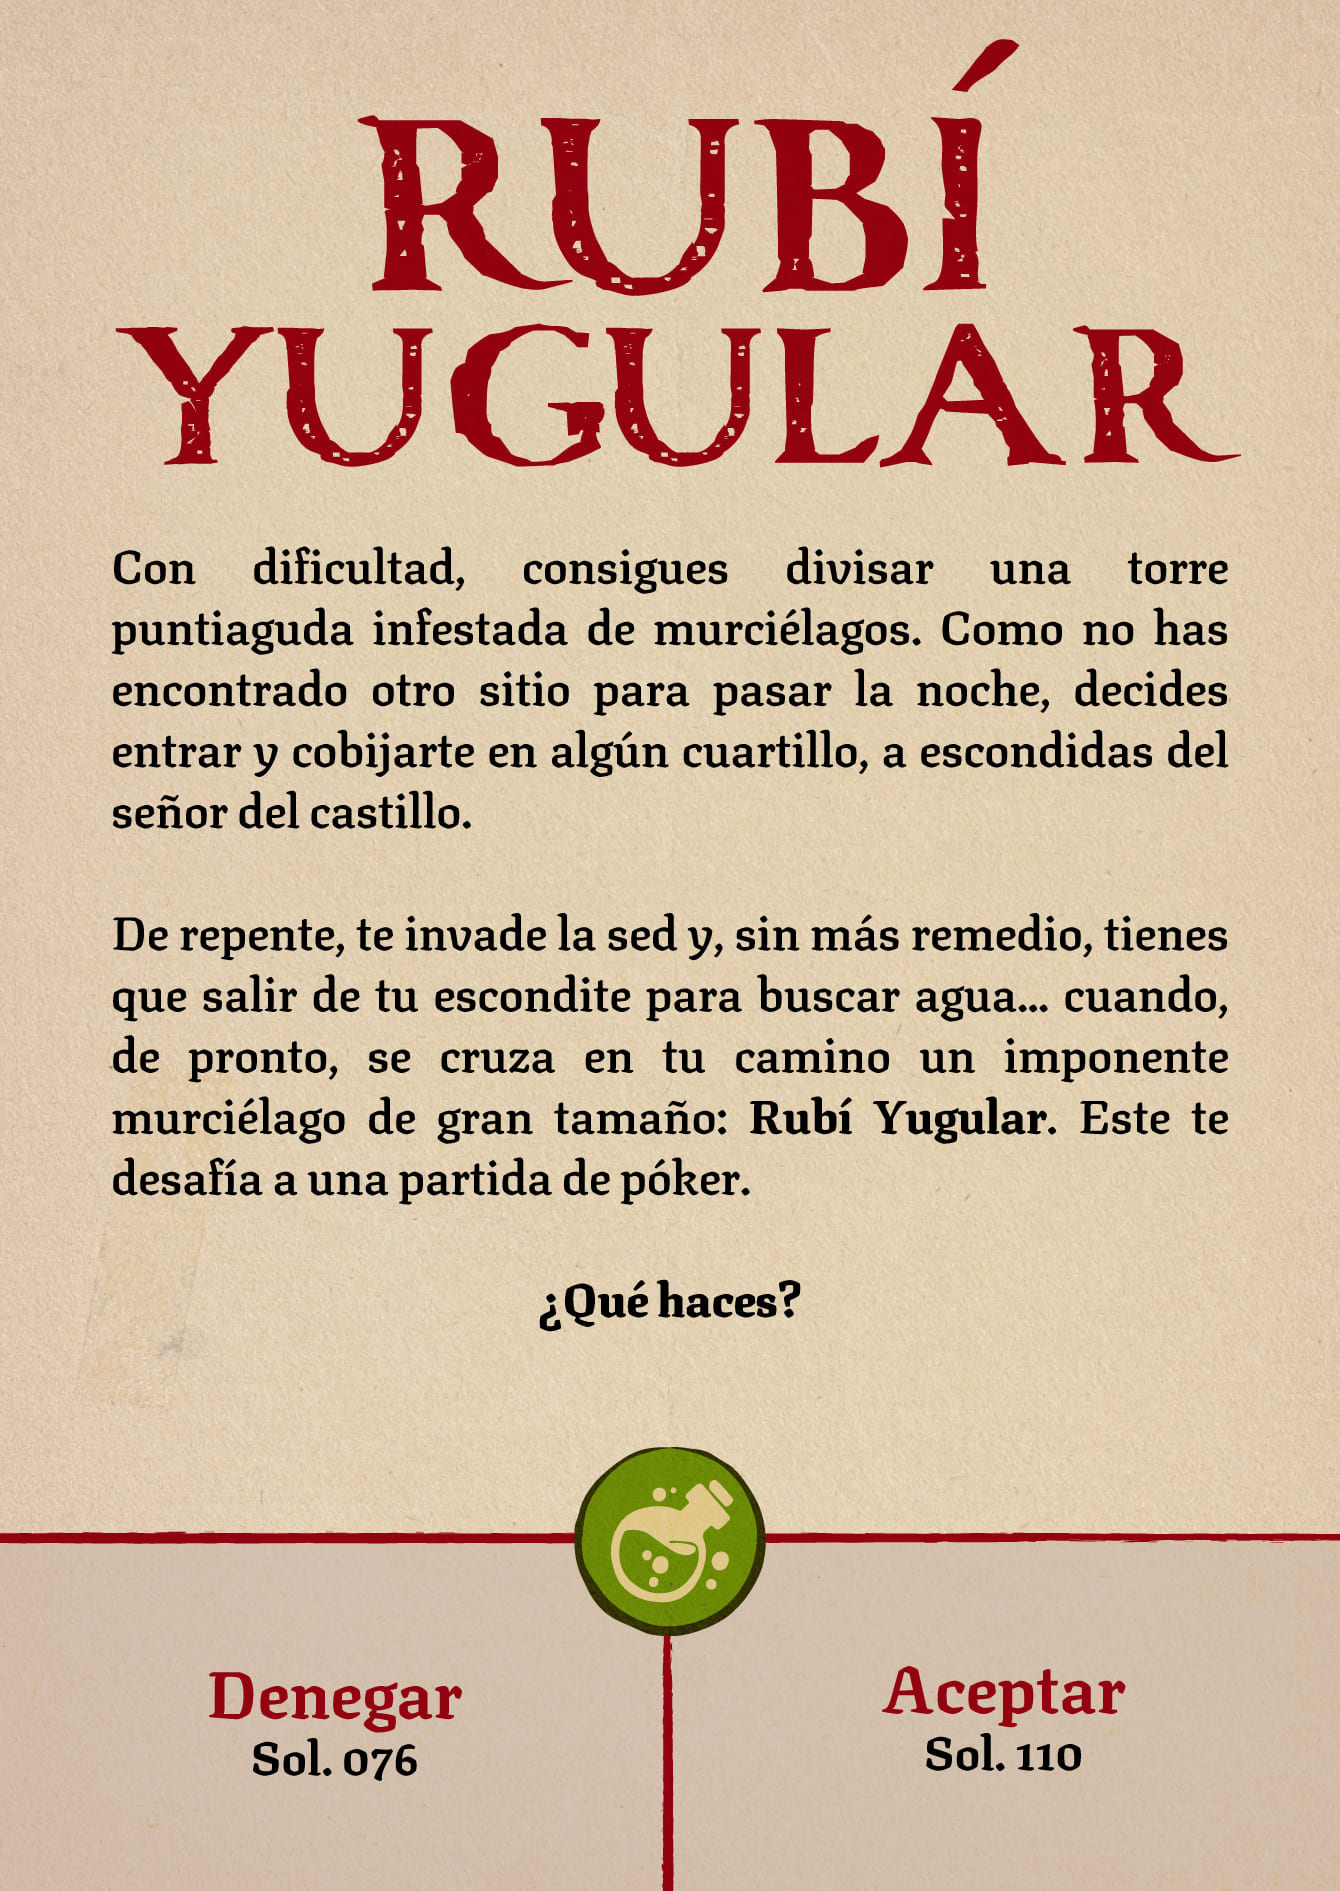 RUBÍ
YUGULAR
Con dificultad, consigues divisar una torre
puntiaguda infestada de murciélagos. Como no has
encontrado otro sitio para pasar la noche, decides
entrar y cobijarte en algún cuartillo, a escondidas del
señor del castillo.
De repente, te invade la sed y, sin más remedio, tienes
que salir de tu escondite para buscar agua... cuando,
de pronto, se cruza en tu camino un imponente
murciélago de gran tamaño: Rubí Yugular. Este te
desafía a una partida de póker.
¿Qué haces?
Denegar
Sol. 076
Aceptar
Sol. 110